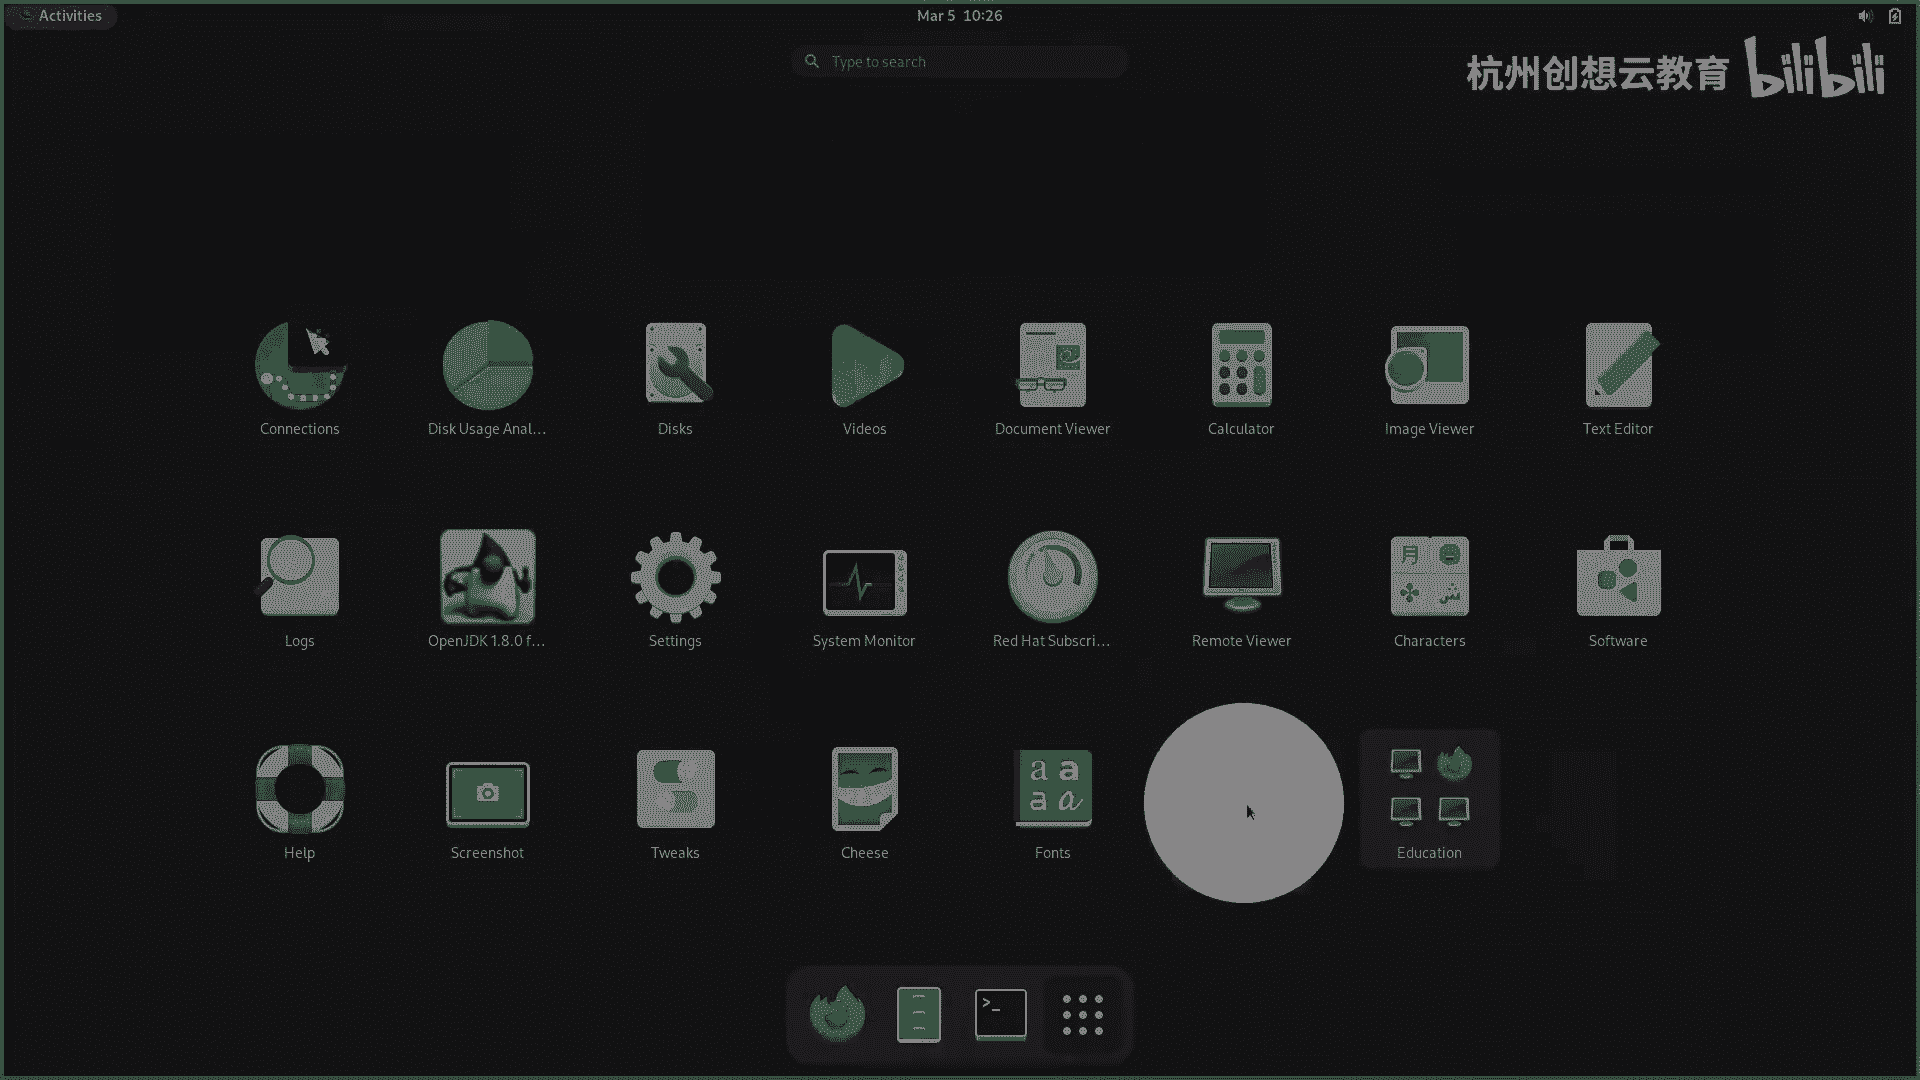 Activities
Mar 5 10:26
Type to search
杭州创想云教育 bilibili
Connections
Disk Usage Anal...
Disks
Videos
Document Viewer
Calculator
Image Viewer
Text Editor
Logs
OpenJDK 1.8.0 f...
Settings
System Monitor
Red Hat Subscri...
Remote Viewer
Characters
Software
Help
Screenshot
Tweaks
Cheese
Fonts
Education